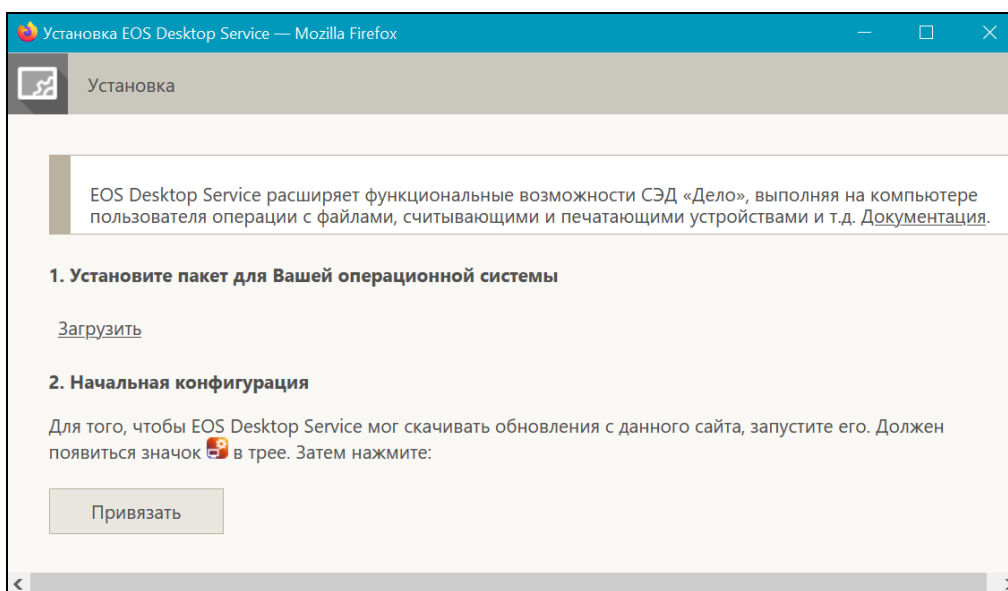 Установка EOS Desktop Service — Mozilla Firefox
Установка
EOS Desktop Service расширяет функциональные возможности СЭД «Дело», выполняя на компьютере
пользователя операции с файлами, считывающими и печатающими устройствами и т.д. Документация.
1. Установите пакет для Вашей операционной системы
Загрузить
2. Начальная конфигурация
Для того, чтобы EOS Desktop Service мог скачивать обновления с данного сайта, запустите его. Должен
появиться значок в трее. Затем нажмите:
Привязать